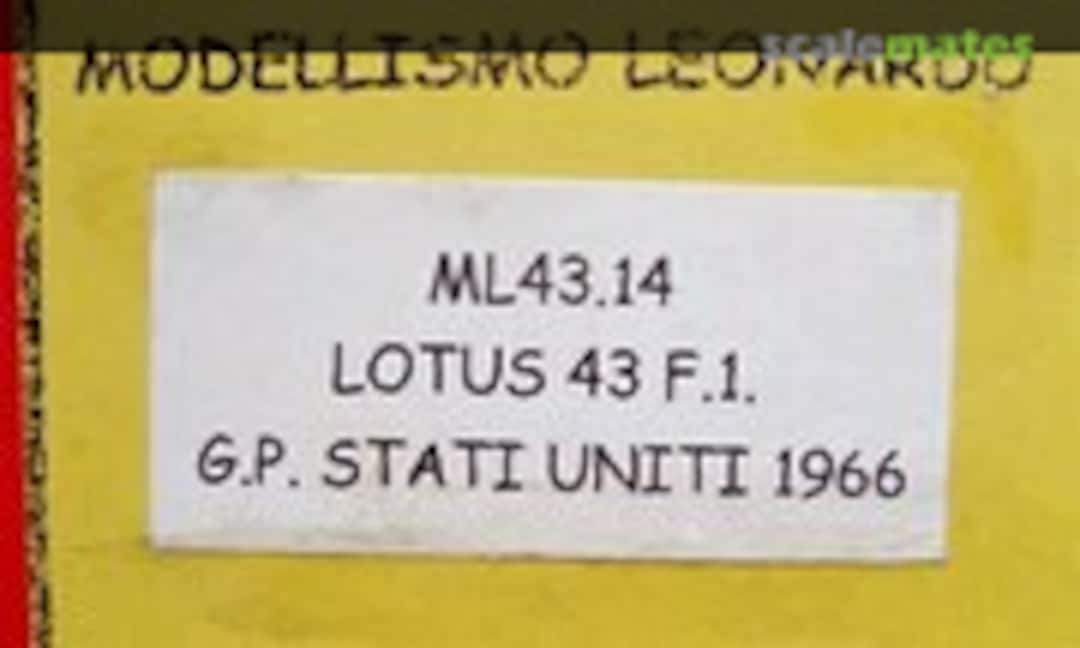 scalemates
MODELLISMO LEONARDO
ML43.14
LOTUS 43 F.1.
G.P. STATI UNITI 1966